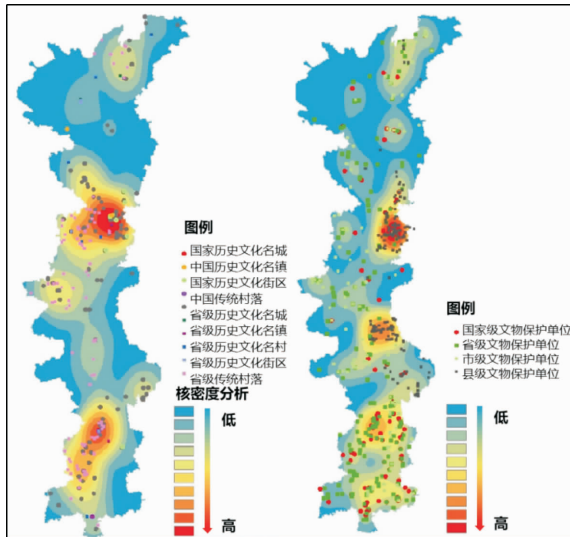 图例
国家历史文化名城
中国历史文化名镇
国家历史文化街区
中国传统村落
省级历史文化名城
省级历史文化名镇
省级历史文化名村
省级历史文化街区
省级传统村落
核密度分析
低
高
图例
国家级文物保护单位
省级文物保护单位
市级文物保护单位
县级文物保护单位
低
高